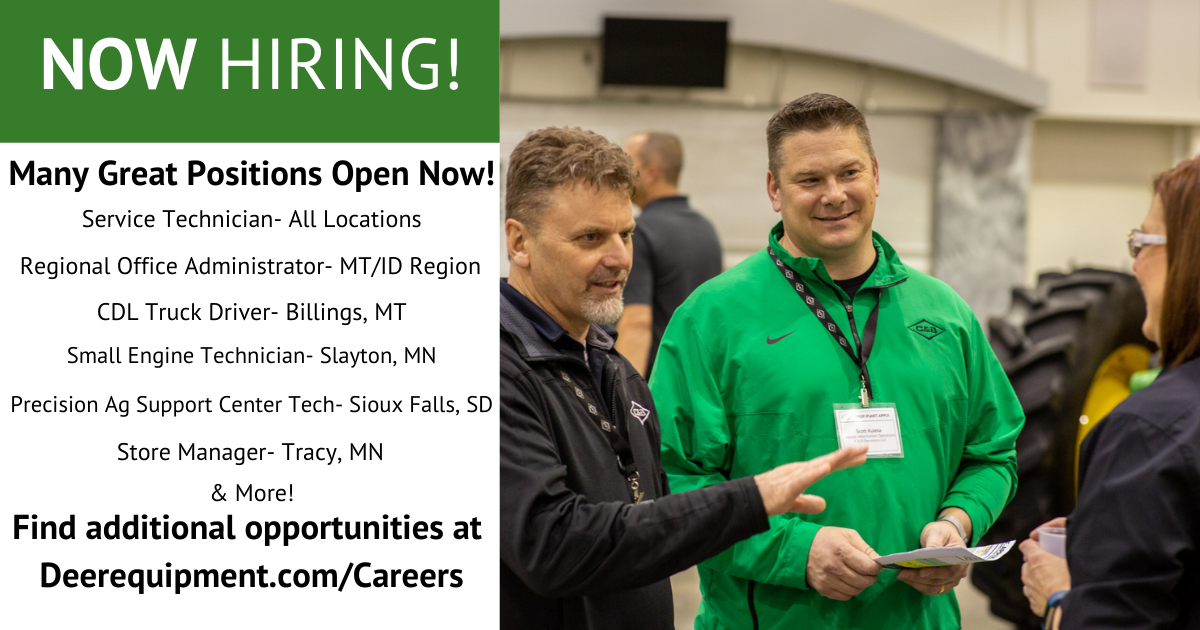 NOW HIRING!
Many Great Positions Open Now!
Service Technician- All Locations
Regional Office Administrator- MT/ID Region
CDL Truck Driver- Billings, MT
Small Engine Technician- Slayton, MN
Precision Ag Support Center Tech- Sioux Falls, SD
Store Manager- Tracy, MN
& More!
Find additional opportunities at
Deerequipment.com/Careers
C&B
C&B